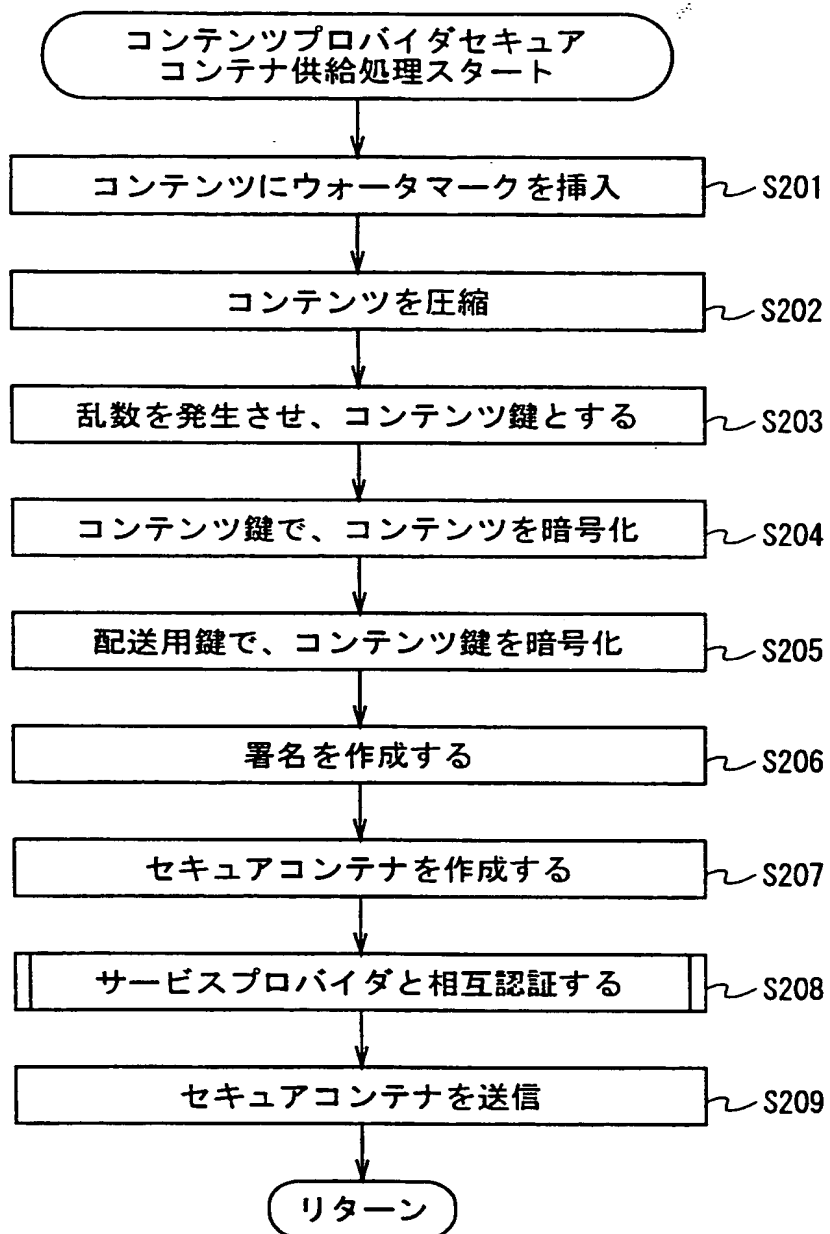 コンテンツプロバイダセキュア
コンテナ供給処理スタート
コンテンツにウォータマークを挿入
S201
コンテンツを圧縮
S202
乱数を発生させ、コンテンツ鍵とする
S203
コンテンツ鍵で、コンテンツを暗号化
S204
配送用鍵で、コンテンツ鍵を暗号化
S205
署名を作成する
S206
セキュアコンテナを作成する
S207
サービスプロバイダと相互認証する
S208
セキュアコンテナを送信
S209
リターン